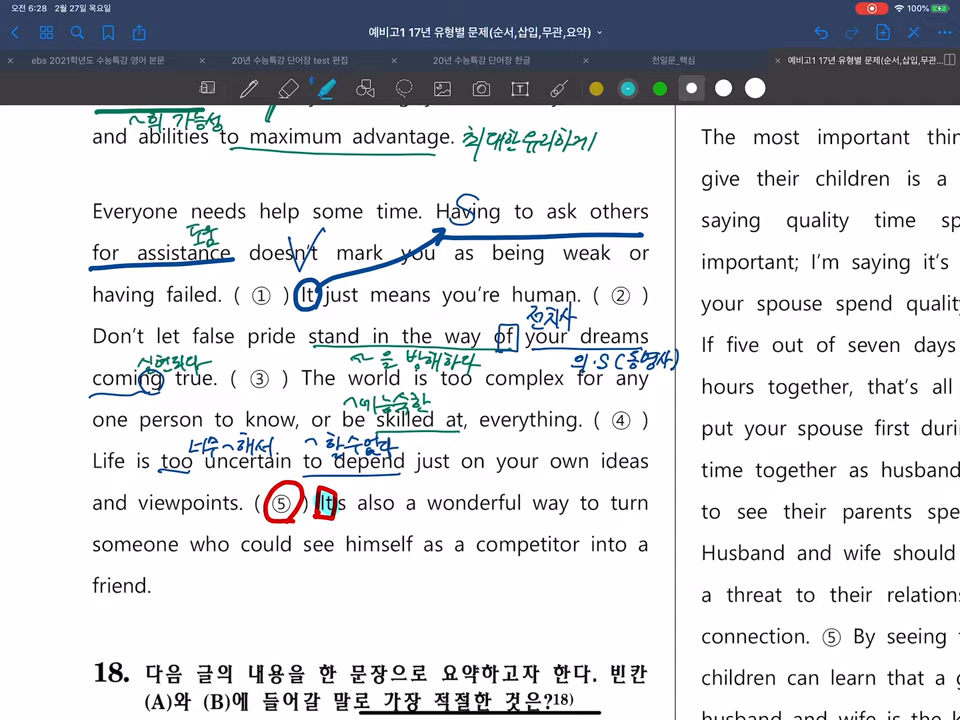 오전 6:28 2월 27일 목요일
100%
예비고1 17년 유형별 문제(순서,삽입,무관,요약)
ebs 2021학년도 수능특강 영어 본문
20년 수능특강 단어장 test 편집
20년 수능특강 단어장 한글
천일문_핵심
예비고1 17년 유형별 문제(순서,삽입,무관...
~의 가능성
and abilities to maximum advantage. 최대한 유리하게
Everyone needs help some time. Having to ask others
S
도움
for assistance doesn't mark you as being weak or
V
having failed. ( ① ) It just means you're human. ( ② )
전치사
Don't let false pride stand in the way of your dreams
실현되다 ~을 방해하다 의.S (동명사)
coming true. ( ③ ) The world is too complex for any
~에 능숙한
one person to know, or be skilled at, everything. ( ④ )
너무 ~해서 ~할 수 없다
Life is too uncertain to depend just on your own ideas
and viewpoints. ( ⑤ ) It's also a wonderful way to turn
someone who could see himself as a competitor into a
friend.
18. 다음 글의 내용을 한 문장으로 요약하고자 한다. 빈칸
(A)와 (B)에 들어갈 말로 가장 적절한 것은?18)
The most important thin
give their children is a
saying quality time sp
important; I'm saying it's
your spouse spend quality
If five out of seven days
hours together, that's all
put your spouse first duri
time together as husband
to see their parents spe
Husband and wife should
a threat to their relations
connection. ⑤ By seeing t
children can learn that a g
husband and wife is the k